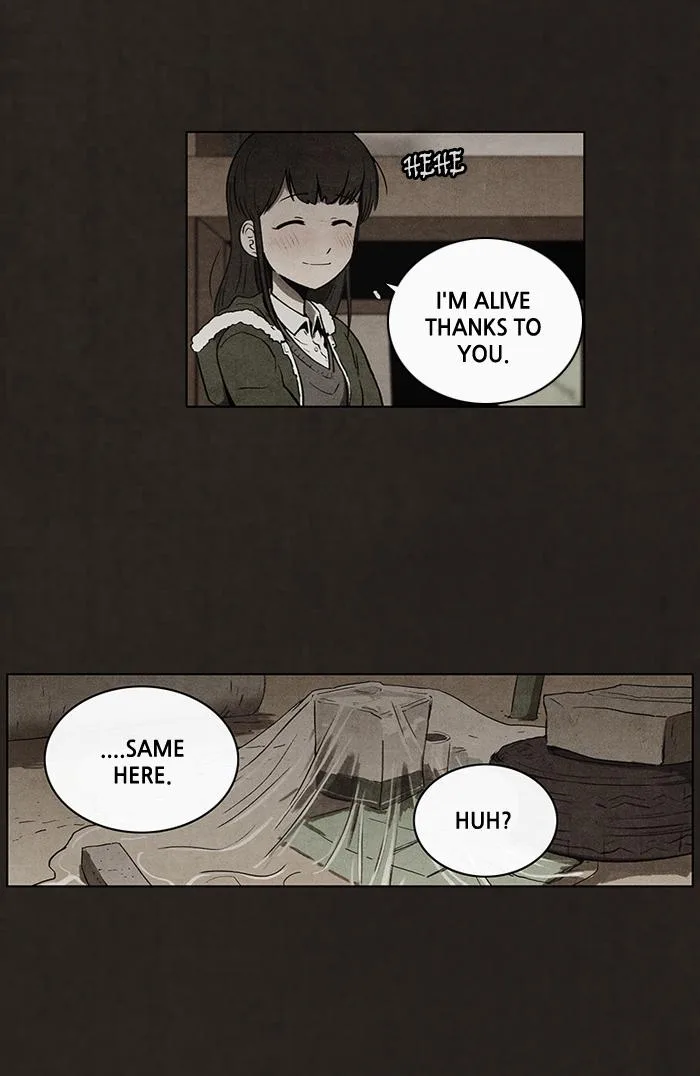 HEHE
I'M ALIVE
THANKS TO
YOU.
....SAME
HERE.
HUH?